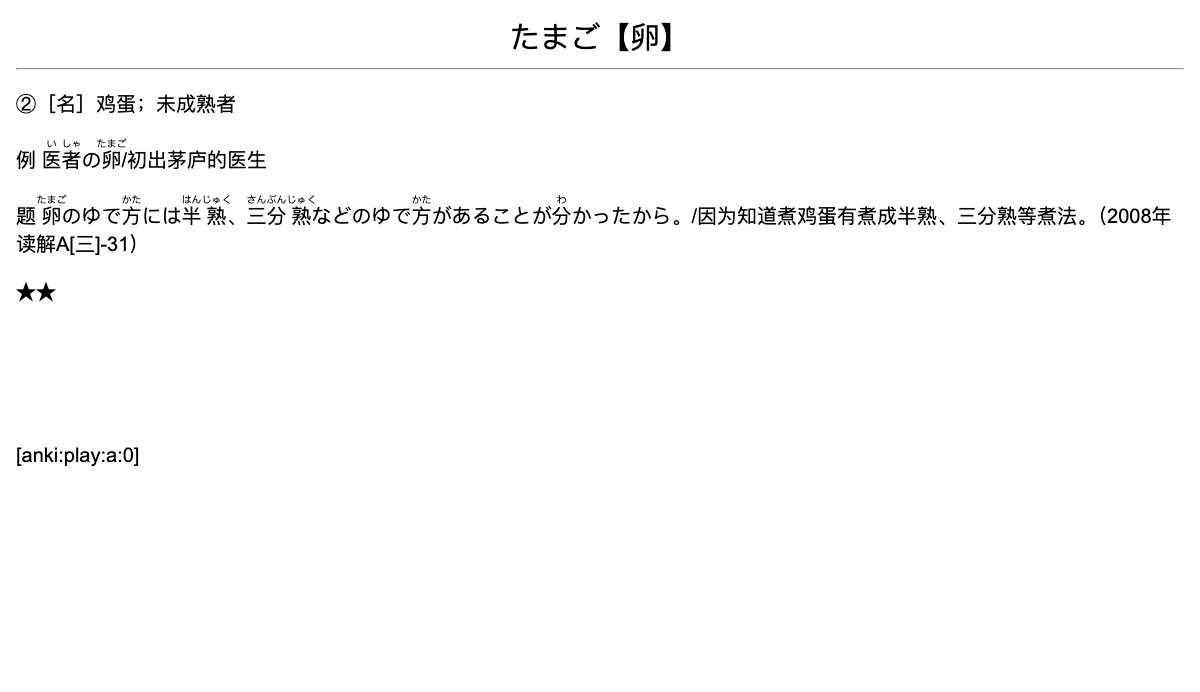 たまご【卵】
②［名］鸡蛋；未成熟者
いしゃ たまご
例 医者の卵/初出茅庐的医生
たまご かた はんじゅく さんぶんじゅく かた わ
题 卵のゆで方には半熟、三分熟などのゆで方があることが分かったから。/因为知道煮鸡蛋有煮成半熟、三分熟等煮法。（2008年
读解A[三]-31）
★★
[anki:play:a:0]